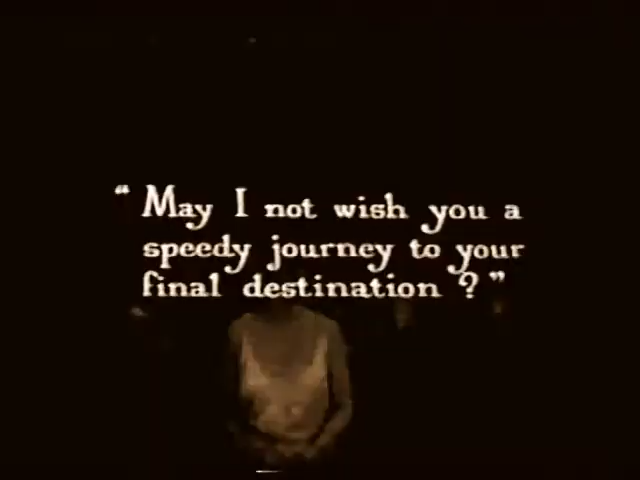 “ May I not wish you a
speedy journey to your
final destination ? ”